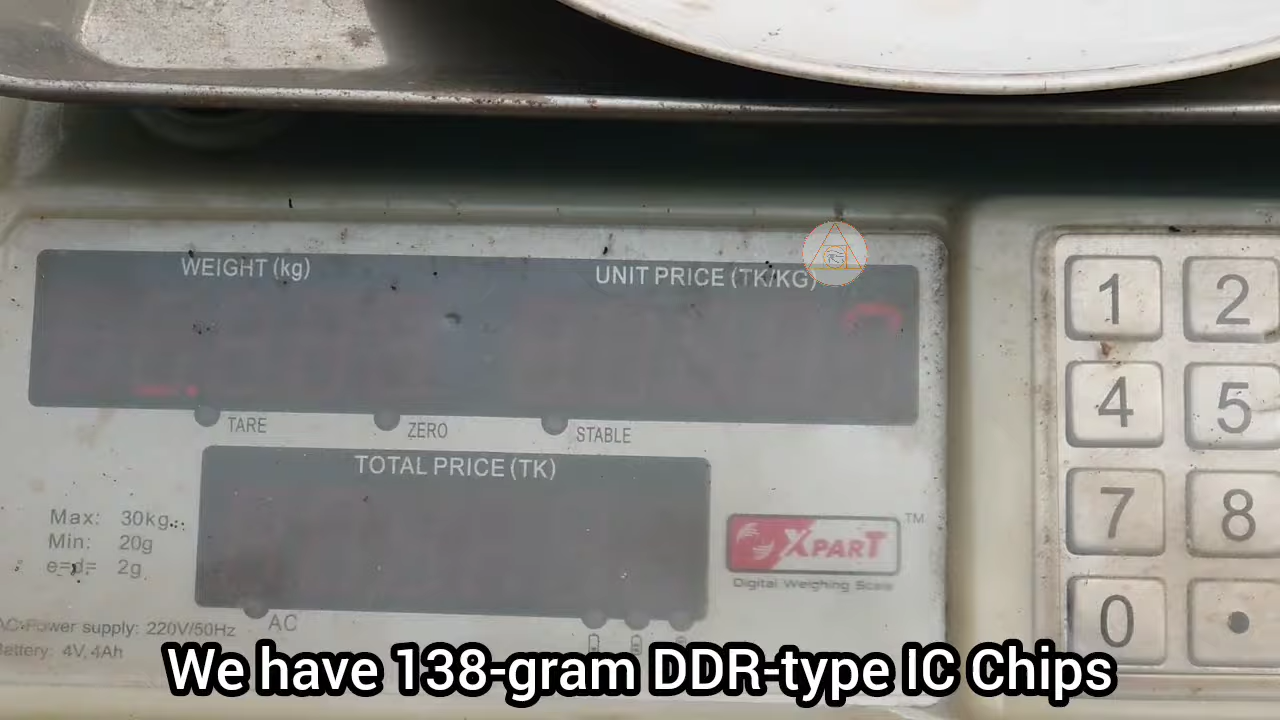 WEIGHT (kg)
UNIT PRICE (TK/KG)
TARE
ZERO
STABLE
TOTAL PRICE (TK)
Max: 30kg
Min: 20g
e=d= 2g
AC Power supply: 220V/50Hz
Battery: 4V, 4Ah
AC
XPART
TM
Digital Weighing Scale
1 2
4 5
7 8
0 .
We have 138-gram DDR-type IC Chips